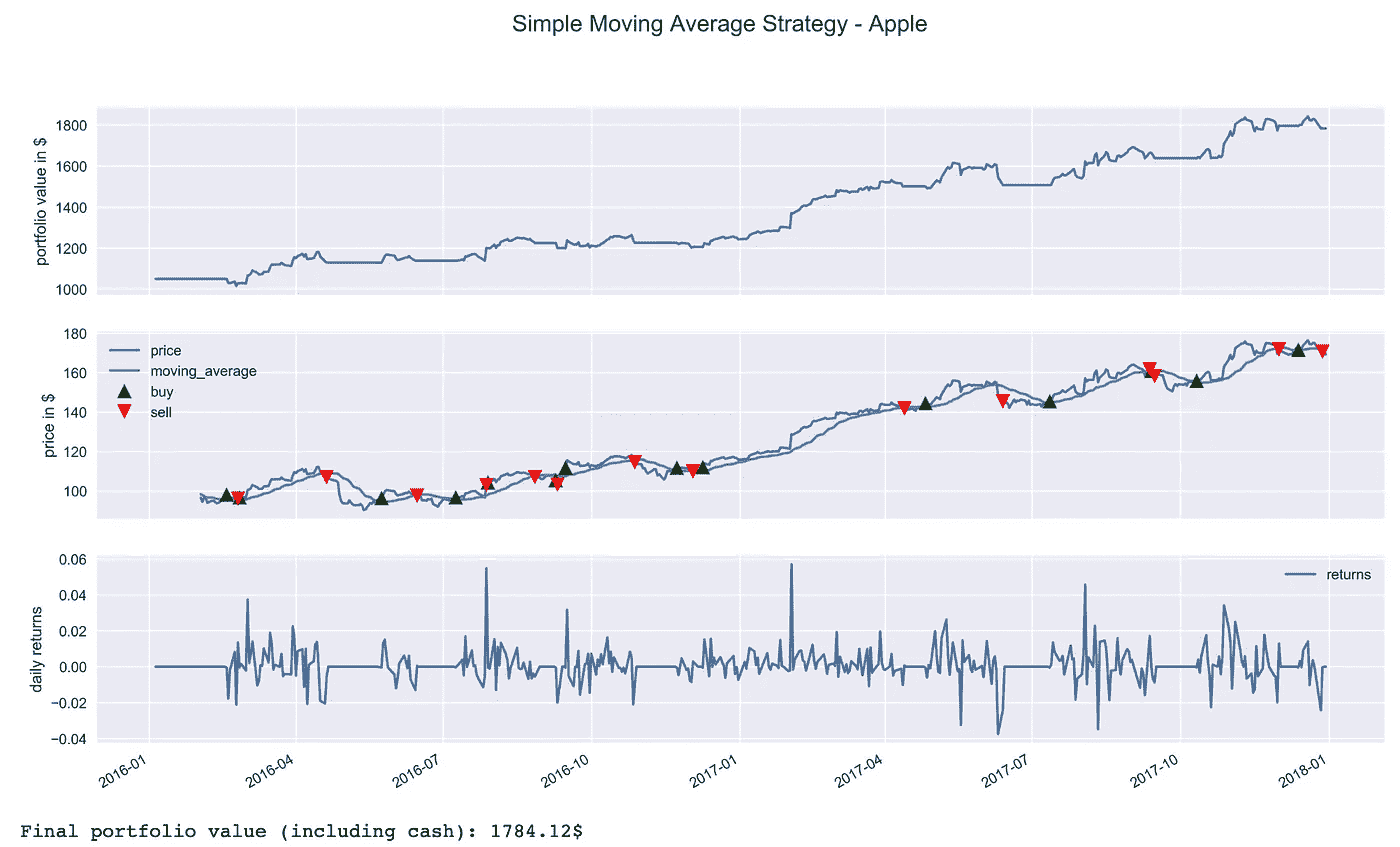 Simple Moving Average Strategy - Apple
portfolio value in $
1800
1600
1400
1200
1000
price in $
180
160
140
120
100
price
moving_average
buy
sell
daily returns
0.06
0.04
0.02
0.00
−0.02
−0.04
returns
2016-01
2016-04
2016-07
2016-10
2017-01
2017-04
2017-07
2017-10
2018-01
Final portfolio value (including cash): 1784.12$